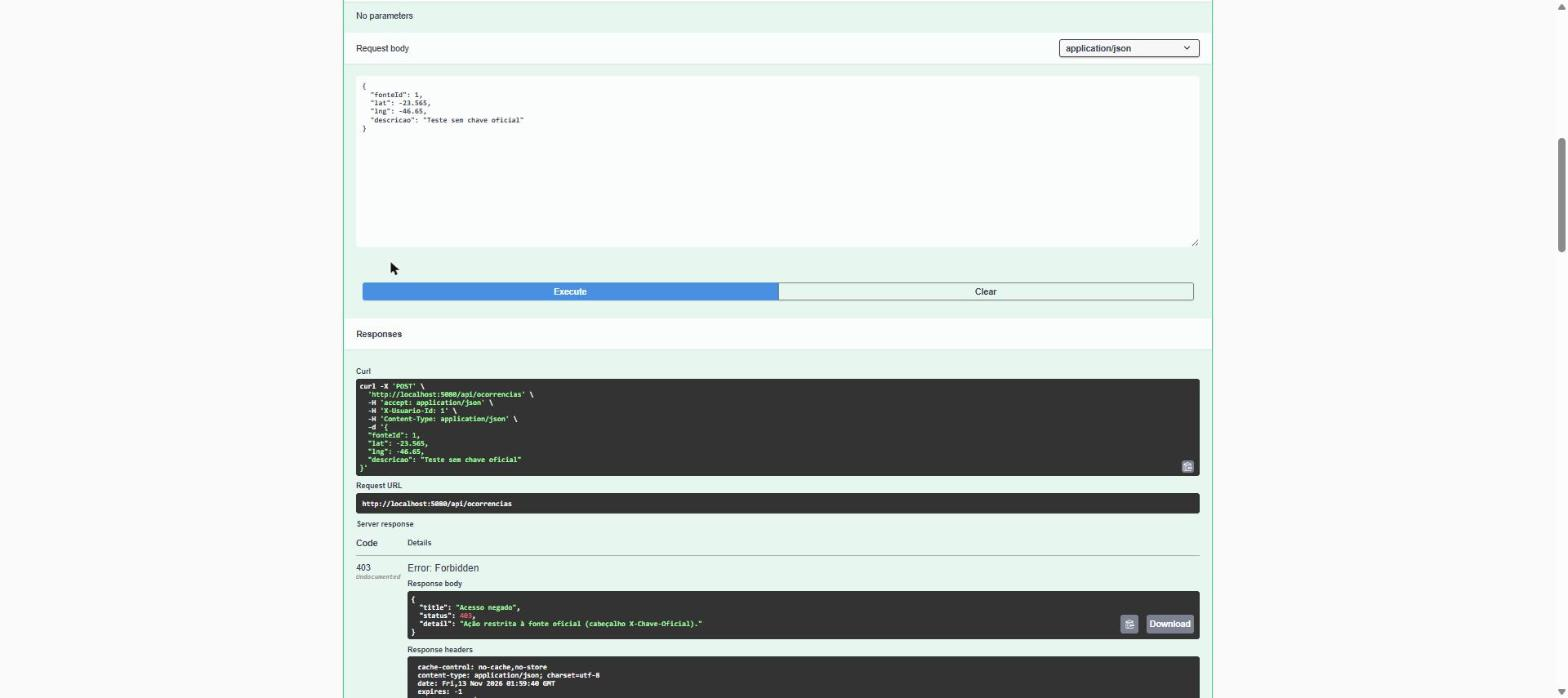 No parameters
Request body
application/json
{
"fonteId": 1,
"lat": -23.565,
"lng": -46.65,
"descricao": "Teste sem chave oficial"
}
Execute
Clear
Responses
Curl
curl -X 'POST' \
'http://localhost:5080/api/ocorrencias' \
-H 'accept: application/json' \
-H 'X-Usuario-Id: 1' \
-H 'Content-Type: application/json' \
-d '{
"fonteId": 1,
"lat": -23.565,
"lng": -46.65,
"descricao": "Teste sem chave oficial"
}'
Request URL
http://localhost:5080/api/ocorrencias
Server response
Code Details
403 Error: Forbidden
Undocumented
Response body
{
"title": "Acesso negado",
"status": 403,
"detail": "Ação restrita à fonte oficial (cabeçalho X-Chave-Oficial)."
}
Download
Response headers
cache-control: no-cache,no-store
content-type: application/json; charset=utf-8
date: Fri,13 Nov 2026 01:59:40 GMT
expires: -1